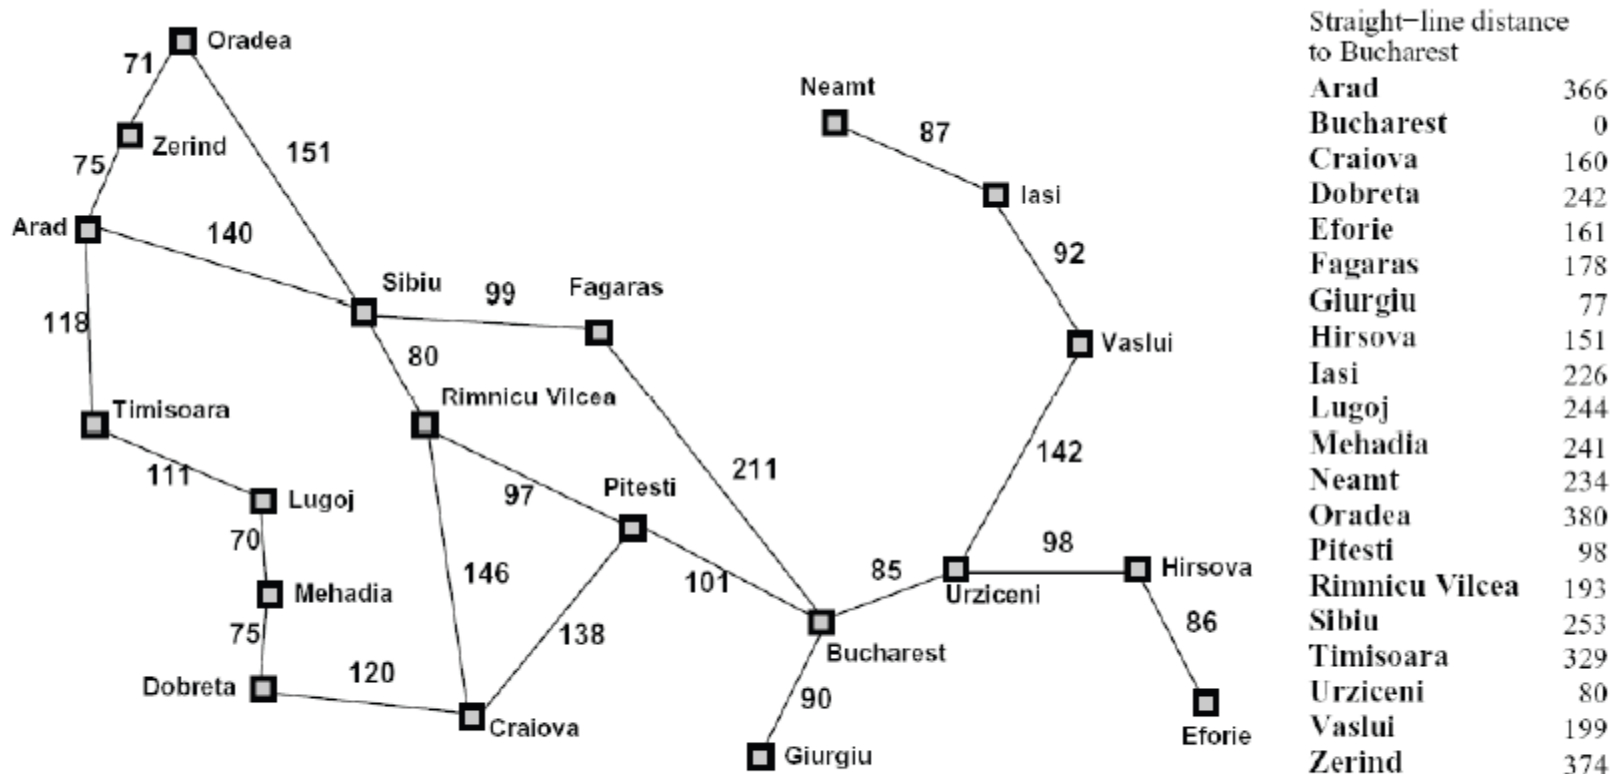 Oradea
71
Neamt
87
Zerind
151
75
Iasi
Arad
140
92
Sibiu
99
Fagaras
118
80
Vaslui
Timisoara
Rimnicu Vilcea
142
111
211
Lugoj
97
Pitesti
70
98
146
101
85
Hirsova
Mehadia
Urziceni
75
138
86
Bucharest
120
Dobreta
90
Craiova
Eforie
Giurgiu
Straight-line distance
to Bucharest
Arad 366
Bucharest 0
Craiova 160
Dobreta 242
Eforie 161
Fagaras 178
Giurgiu 77
Hirsova 151
Iasi 226
Lugoj 244
Mehadia 241
Neamt 234
Oradea 380
Pitesti 98
Rimnicu Vilcea 193
Sibiu 253
Timisoara 329
Urziceni 80
Vaslui 199
Zerind 374